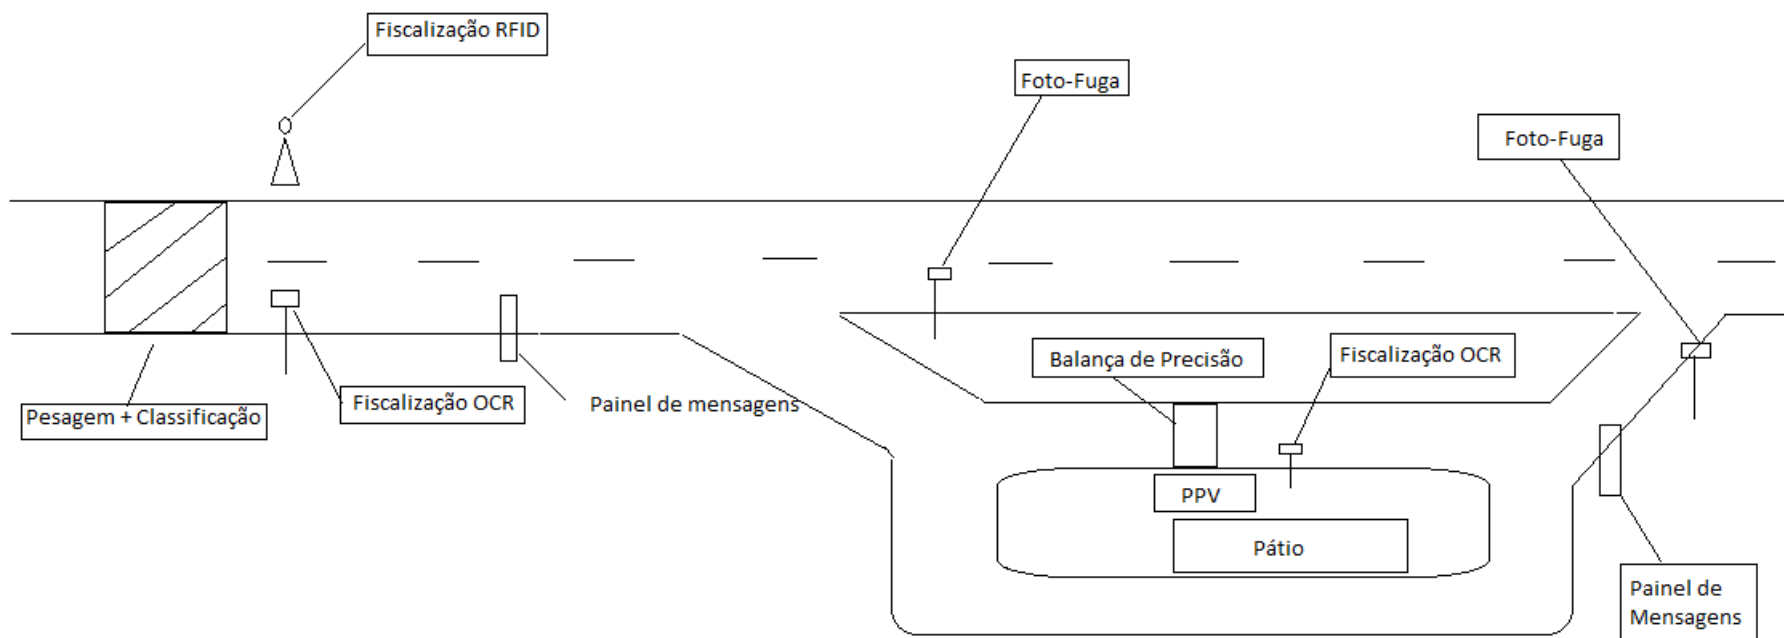 Fiscalização RFID
Foto-Fuga
Foto-Fuga
Balança de Precisão
Fiscalização OCR
Pesagem + Classificação
Fiscalização OCR
Painel de mensagens
PPV
Pátio
Painel de
Mensagens